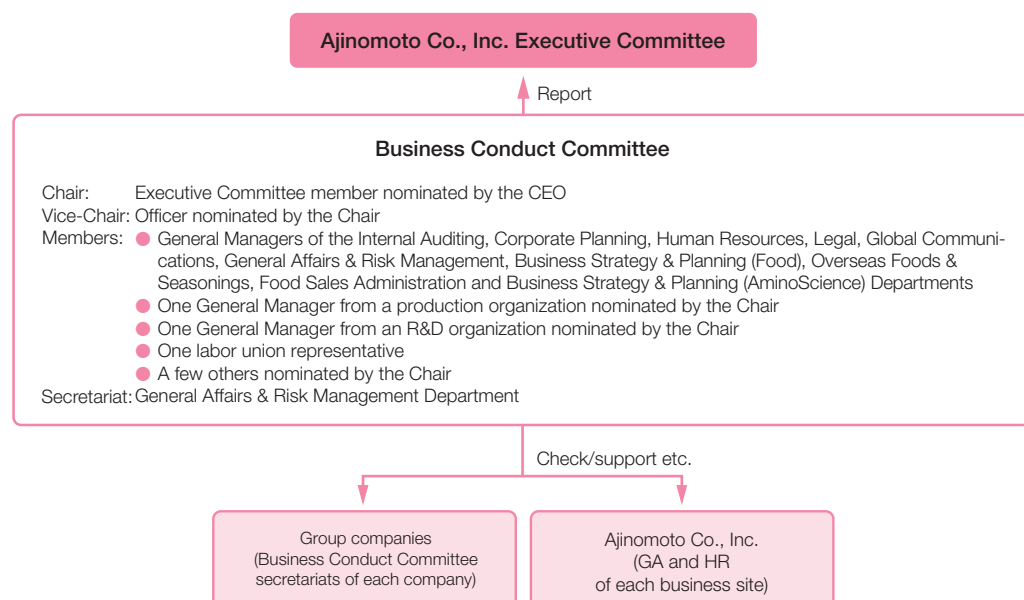 Ajinomoto Co., Inc. Executive Committee
Report
Business Conduct Committee
Chair: Executive Committee member nominated by the CEO
Vice-Chair: Officer nominated by the Chair
Members: ● General Managers of the Internal Auditing, Corporate Planning, Human Resources, Legal, Global Communi-
cations, General Affairs & Risk Management, Business Strategy & Planning (Food), Overseas Foods &
Seasonings, Food Sales Administration and Business Strategy & Planning (AminoScience) Departments
● One General Manager from a production organization nominated by the Chair
● One General Manager from an R&D organization nominated by the Chair
● One labor union representative
● A few others nominated by the Chair
Secretariat: General Affairs & Risk Management Department
Check/support etc.
Group companies
(Business Conduct Committee
secretariats of each company)
Ajinomoto Co., Inc.
(GA and HR
of each business site)